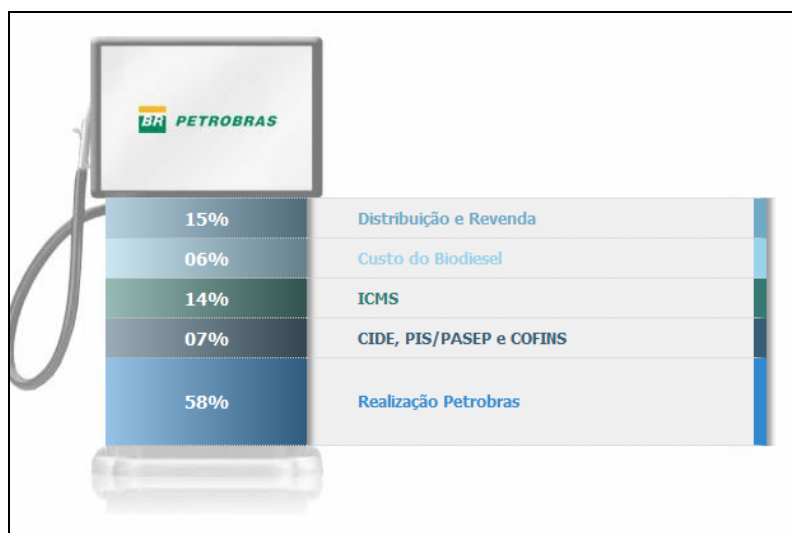 BR PETROBRAS
15% Distribuição e Revenda
06% Custo do Biodiesel
14% ICMS
07% CIDE, PIS/PASEP e COFINS
58% Realização Petrobras